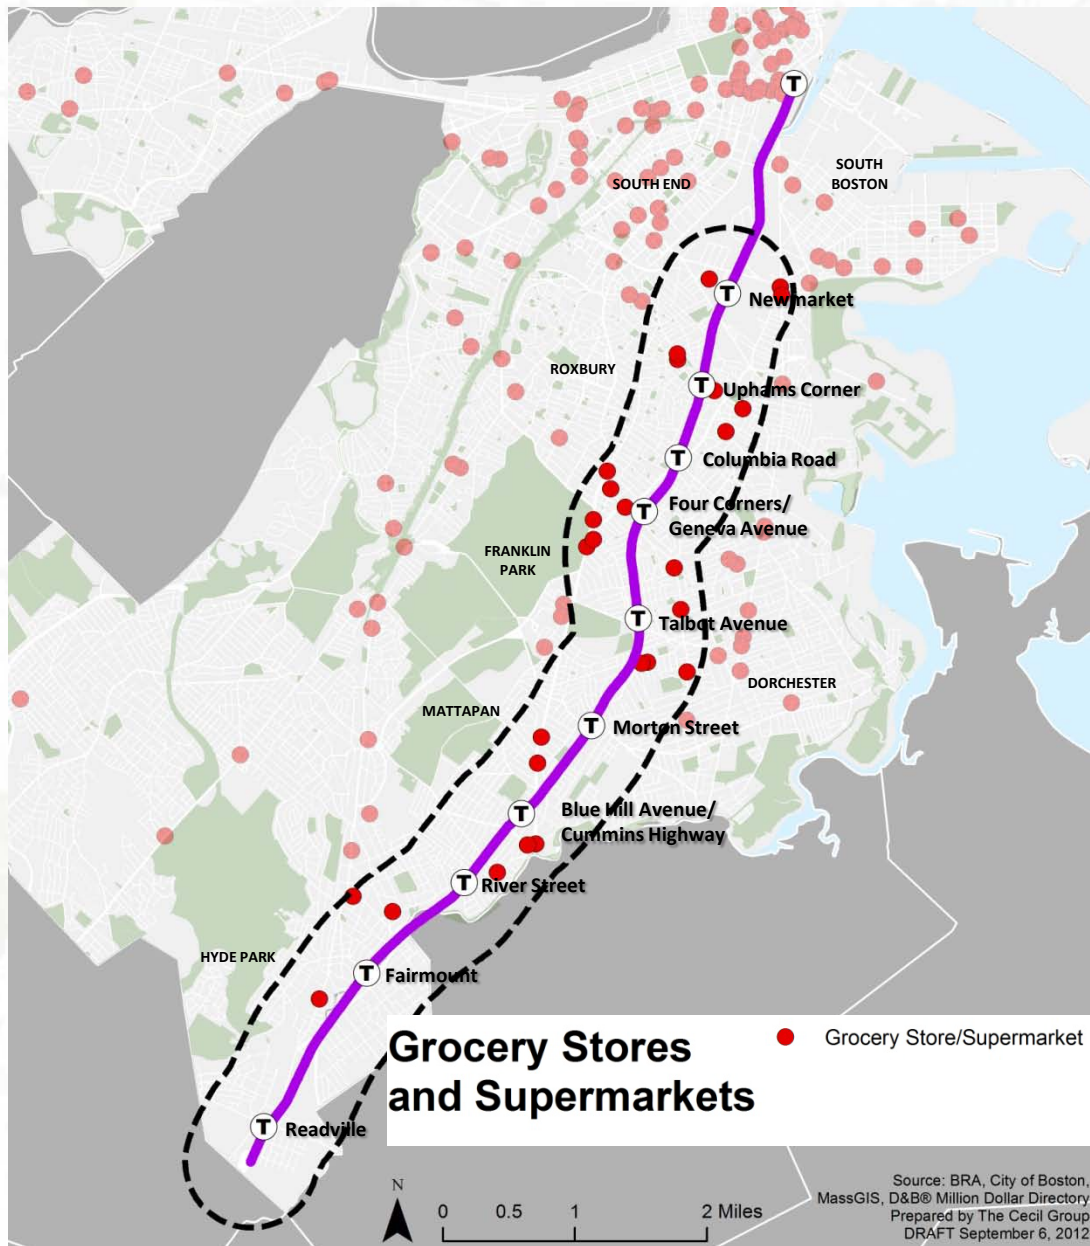 T
SOUTH
BOSTON
SOUTH END
T
Newmarket
ROXBURY
T
Uphams Corner
T
Columbia Road
T
Four Corners/
Geneva Avenue
FRANKLIN
PARK
T
Talbot Avenue
DORCHESTER
MATTAPAN
T
Morton Street
T
Blue Hill Avenue/
Cummins Highway
T
River Street
HYDE PARK
T
Fairmount
Grocery Stores
and Supermarkets
Grocery Store/Supermarket
T
Readville
N
0 0.5 1 2 Miles
Source: BRA, City of Boston,
MassGIS, D&B® Million Dollar Directory
Prepared by The Cecil Group
DRAFT September 6, 2012